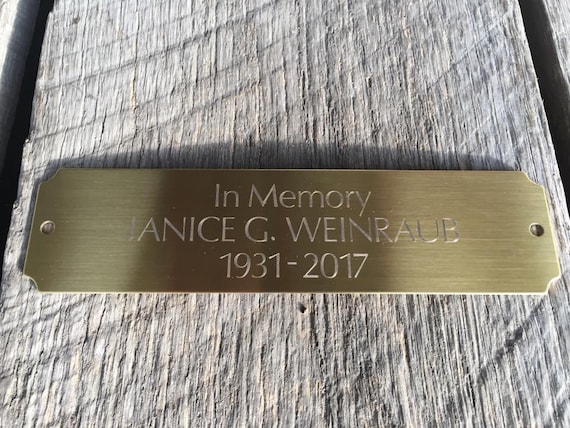 In Memory
JANICE G. WEINRAUB
1931-2017